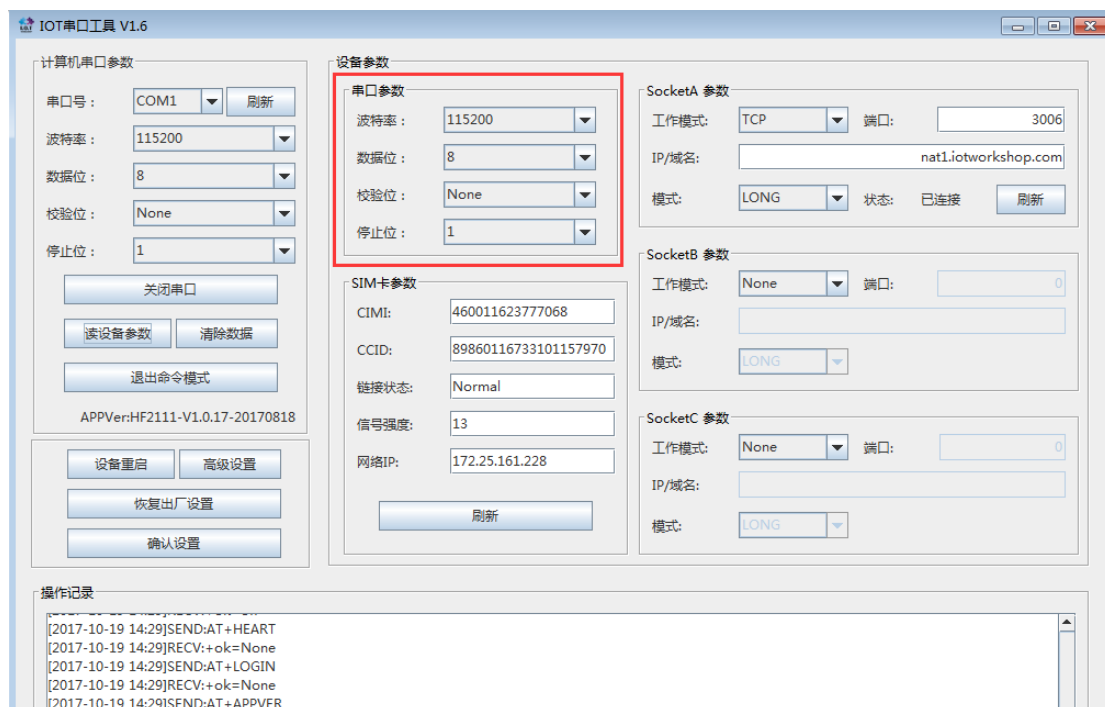 IOT串口工具 V1.6
计算机串口参数
串口号： COM1 刷新
波特率： 115200
数据位： 8
校验位： None
停止位： 1
关闭串口
读设备参数 清除数据
退出命令模式
APPVer:HF2111-V1.0.17-20170818
设备重启 高级设置
恢复出厂设置
确认设置
设备参数
串口参数
波特率： 115200
数据位： 8
校验位： None
停止位： 1
SIM卡参数
CIMI: 460011623777068
CCID: 89860116733101157970
链接状态: Normal
信号强度: 13
网络IP: 172.25.161.228
刷新
SocketA 参数
工作模式: TCP 端口: 3006
IP/域名: nat1.iotworkshop.com
模式: LONG 状态: 已连接 刷新
SocketB 参数
工作模式: None 端口: 0
IP/域名:
模式: LONG
SocketC 参数
工作模式: None 端口: 0
IP/域名:
模式: LONG
操作记录
[2017-10-19 14:29]SEND:AT+HEART
[2017-10-19 14:29]RECV:+ok=None
[2017-10-19 14:29]SEND:AT+LOGIN
[2017-10-19 14:29]RECV:+ok=None
[2017-10-19 14:29]SEND:AT+APPVER